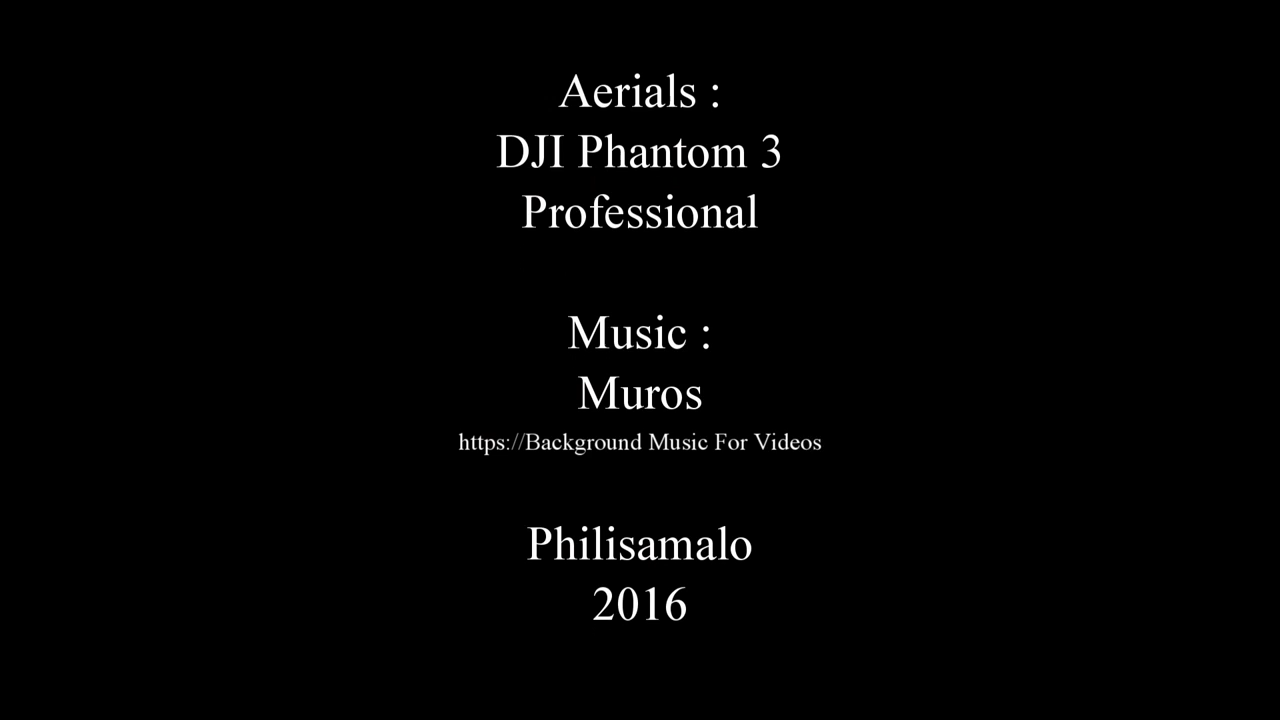 Aerials :
DJI Phantom 3
Professional
Music :
Muros
https://Background Music For Videos
Philisamalo
2016